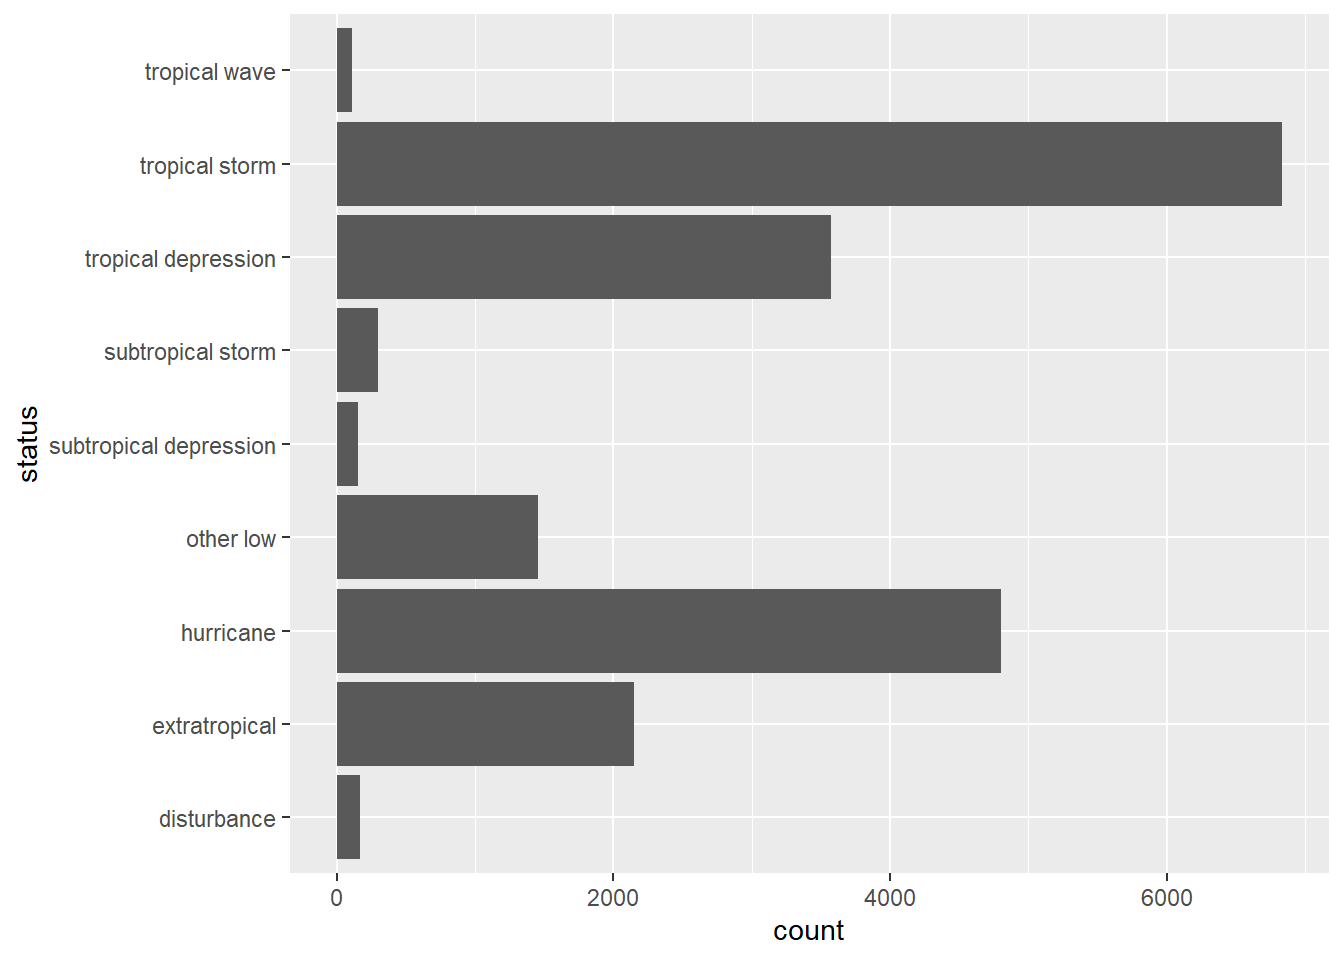 tropical wave
tropical storm
tropical depression
subtropical storm
subtropical depression
other low
hurricane
extratropical
disturbance
status
0 2000 4000 6000
count